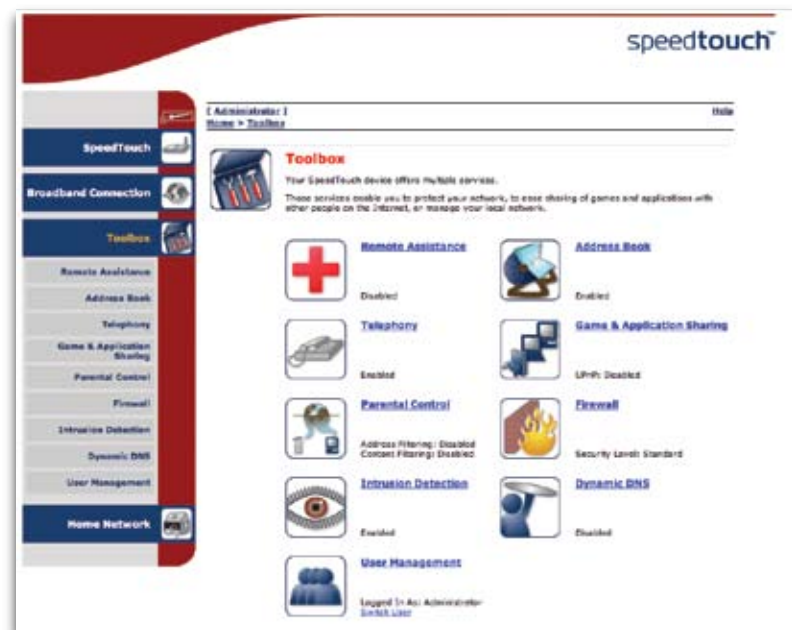 speedtouch™
[ Administrator ]
Help
Home > Toolbox
SpeedTouch
Broadband Connection
Toolbox
Remote Assistance
Address Book
Telephony
Game & Application
Sharing
Parental Control
Firewall
Intrusion Detection
Dynamic DNS
User Management
Home Network
Toolbox
Your SpeedTouch device offers multiple services.
These services enable you to protect your network, to ease sharing of games and applications with
other people on the Internet, or manage your local network.
Remote Assistance
Disabled
Address Book
Enabled
Telephony
Enabled
Game & Application Sharing
UPnP: Disabled
Parental Control
Address Filtering: Disabled
Content Filtering: Disabled
Firewall
Security Level: Standard
Intrusion Detection
Enabled
Dynamic DNS
Disabled
User Management
Logged In As: Administrator
Switch User